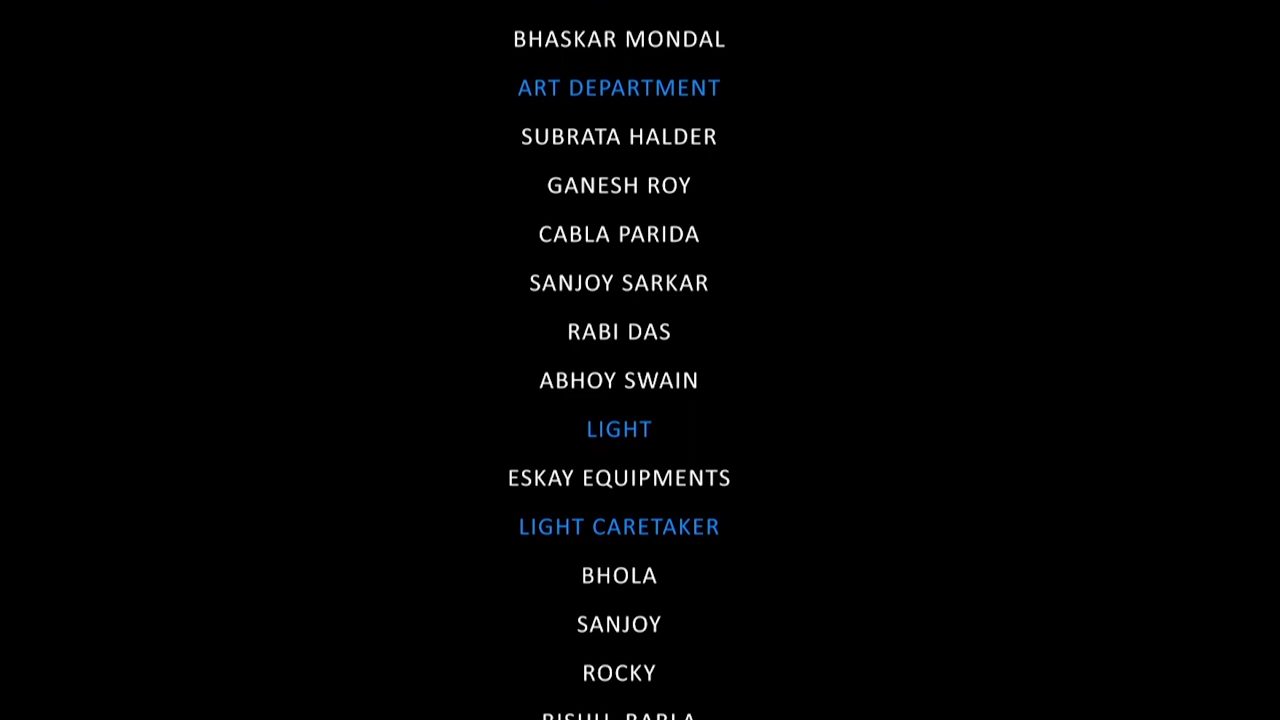 BHASKAR MONDAL
ART DEPARTMENT
SUBRATA HALDER
GANESH ROY
CABLA PARIDA
SANJOY SARKAR
RABI DAS
ABHOY SWAIN
LIGHT
ESKAY EQUIPMENTS
LIGHT CARETAKER
BHOLA
SANJOY
ROCKY